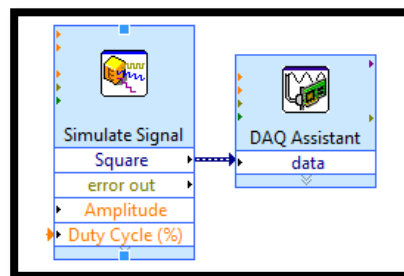 Simulate Signal
Square
error out
Amplitude
Duty Cycle (%)
DAQ Assistant
data